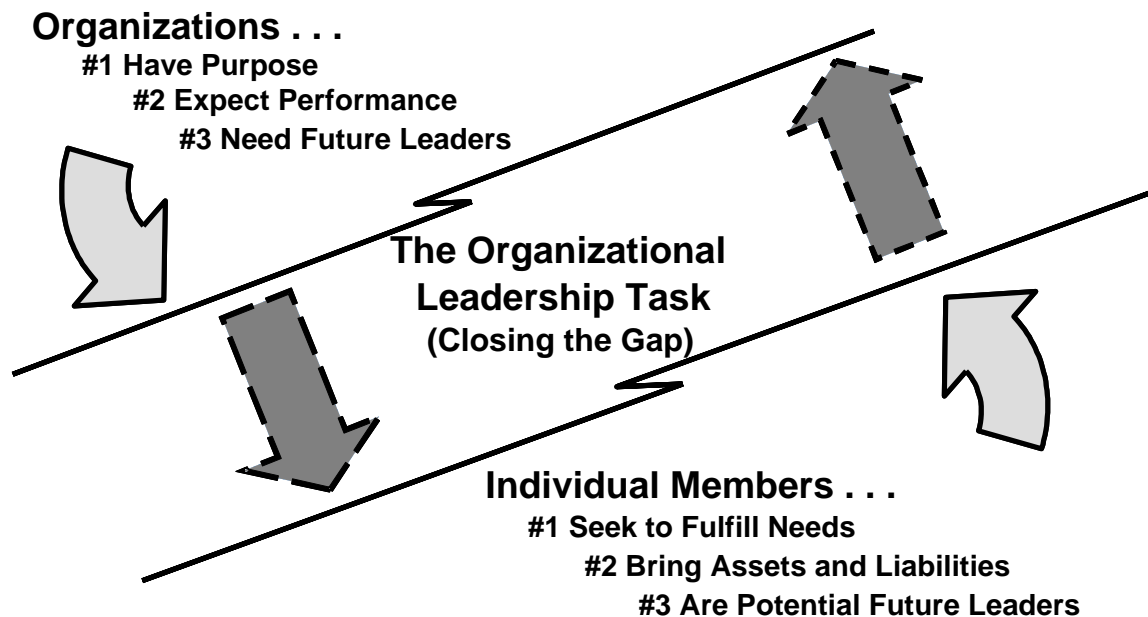 Organizations . . .
#1 Have Purpose
#2 Expect Performance
#3 Need Future Leaders
The Organizational
Leadership Task
(Closing the Gap)
Individual Members . . .
#1 Seek to Fulfill Needs
#2 Bring Assets and Liabilities
#3 Are Potential Future Leaders